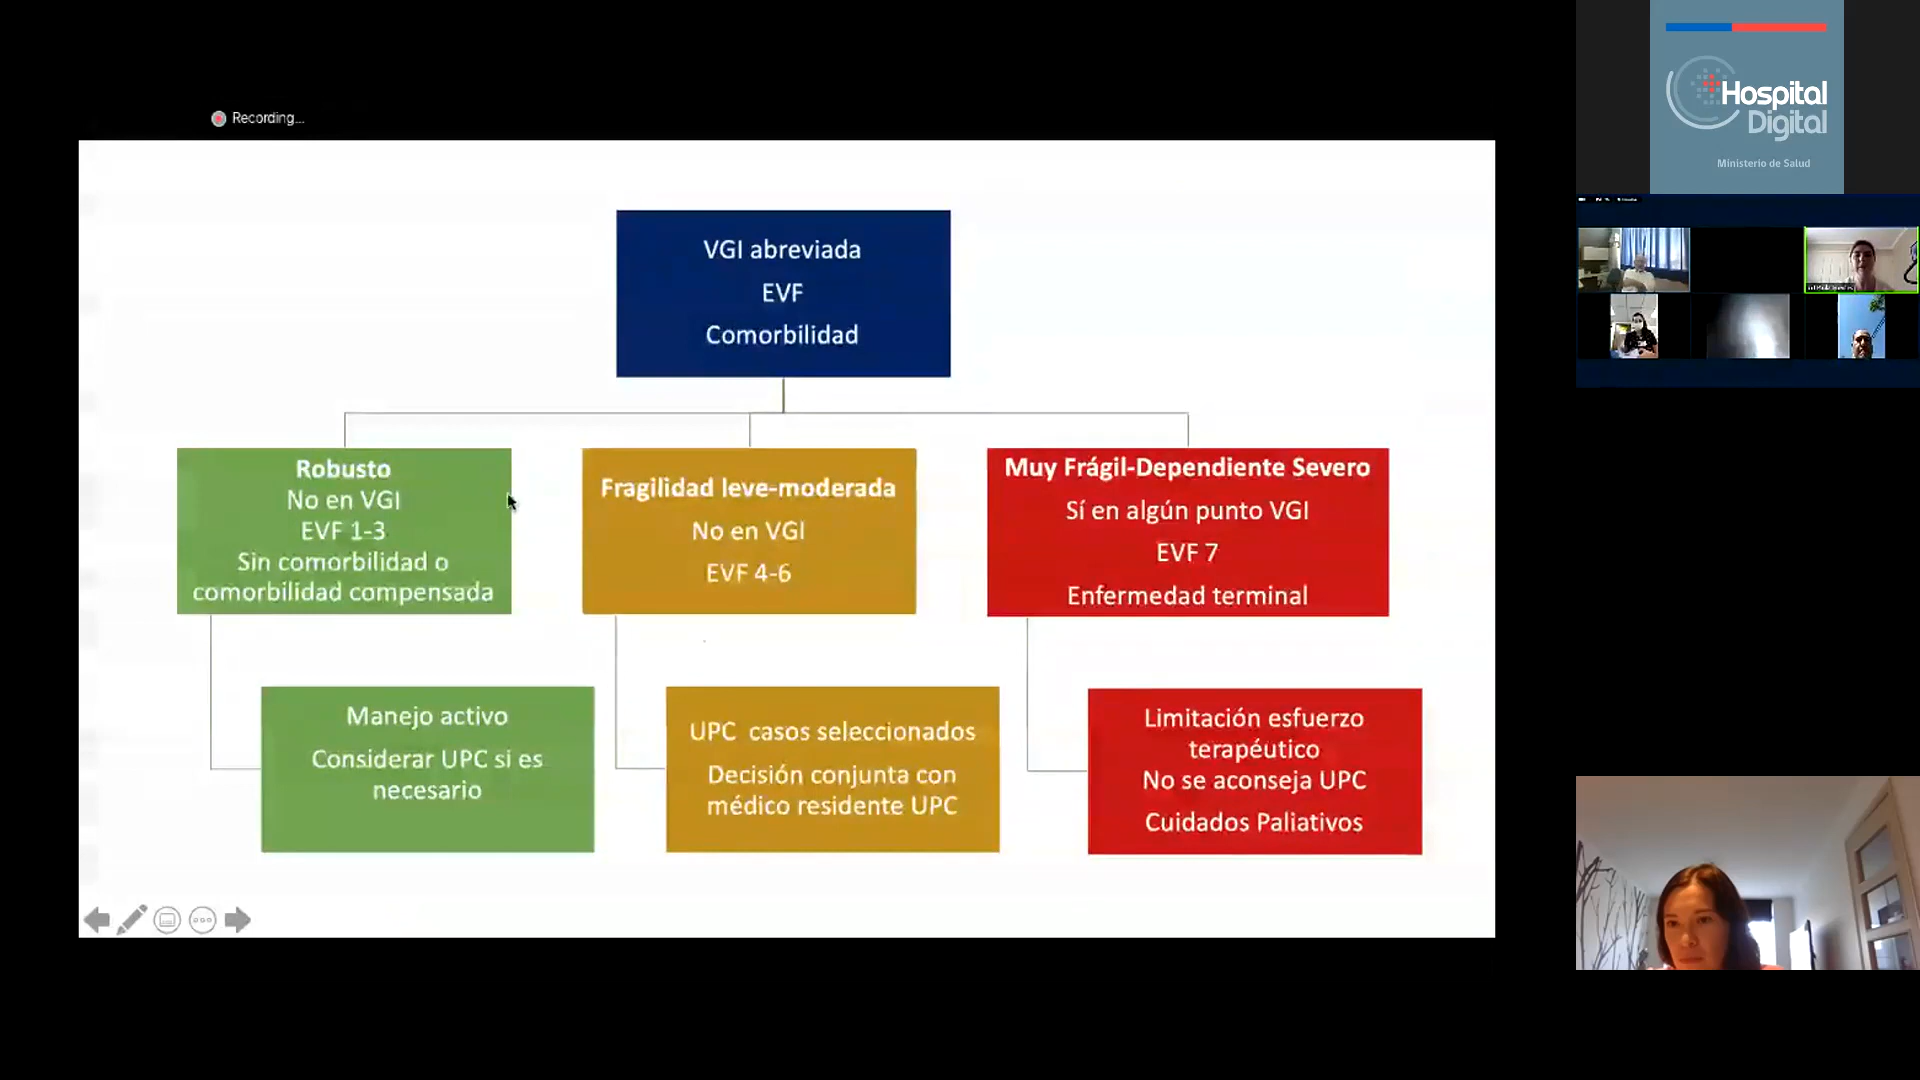 Recording...
VGI abreviada
EVF
Comorbilidad
Robusto
No en VGI
EVF 1-3
Sin comorbilidad o
comorbilidad compensada
Fragilidad leve-moderada
No en VGI
EVF 4-6
Muy Frágil-Dependiente Severo
Sí en algún punto VGI
EVF 7
Enfermedad terminal
Manejo activo
Considerar UPC si es
necesario
UPC casos seleccionados
Decisión conjunta con
médico residente UPC
Limitación esfuerzo
terapéutico
No se aconseja UPC
Cuidados Paliativos
Hospital
Digital
Ministerio de Salud